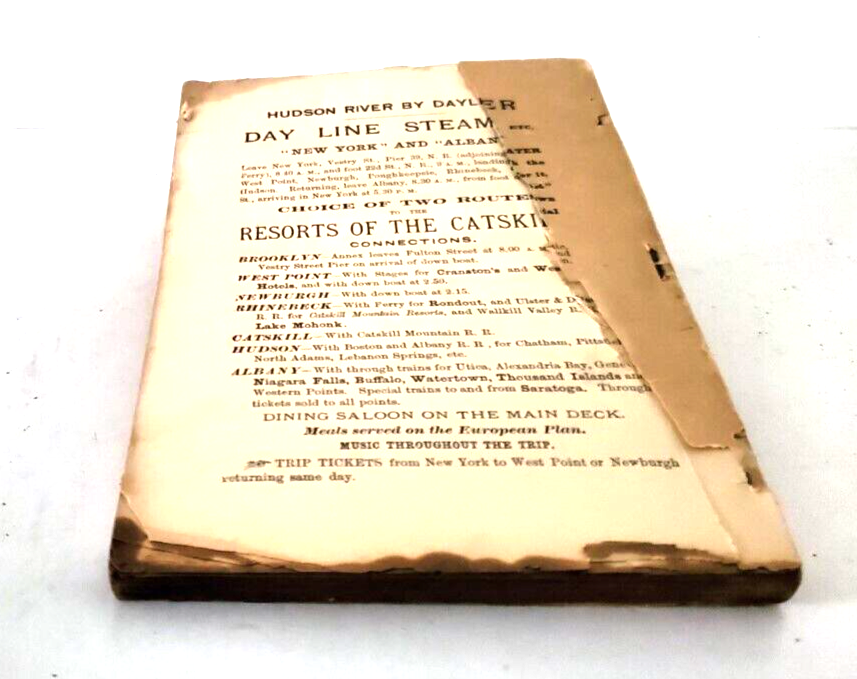 HUDSON RIVER BY DAYL
DAY LINE STEAM
"NEW YORK" AND "ALBAN
Leave New York, Vestry St., Pier 39, N. R. (adjoining
Ferry), 8.40 A. M., and foot 22d St., N. R., 9 A. M., landing the
West Point, Newburgh, Poughkeepsie, Rhinebeck,
Hudson. Returning, leave Albany, 8.30 A. M., from foot
St., arriving in New York at 5.30 P. M.
CHOICE OF TWO ROUTE
TO THE
RESORTS OF THE CATSKI
CONNECTIONS.
BROOKLYN Annex leaves Fulton Street at 8.00 A. M.
Vestry Street Pier on arrival of down boat.
WEST POINT—With Stages for Cranston's and Wes
Hotels, and with down boat at 2.50.
NEWBURGH—With down boat at 2.15.
RHINEBECK—With Ferry for Rondout, and Ulster & D
R. R. for Catskill Mountain Resorts, and Wallkill Valley R.
Lake Mohonk.
CATSKILL—With Catskill Mountain R. R.
HUDSON—With Boston and Albany R. R., for Chatham, Pittsfi
North Adams, Lebanon Springs, etc.
ALBANY—With through trains for Utica, Alexandria Bay, Gene
Niagara Falls, Buffalo, Watertown, Thousand Islands an
Western Points. Special trains to and from Saratoga. Through
tickets sold to all points.
DINING SALOON ON THE MAIN DECK.
Meals served on the European Plan.
MUSIC THROUGHOUT THE TRIP.
TRIP TICKETS from New York to West Point or Newburgh
returning same day.